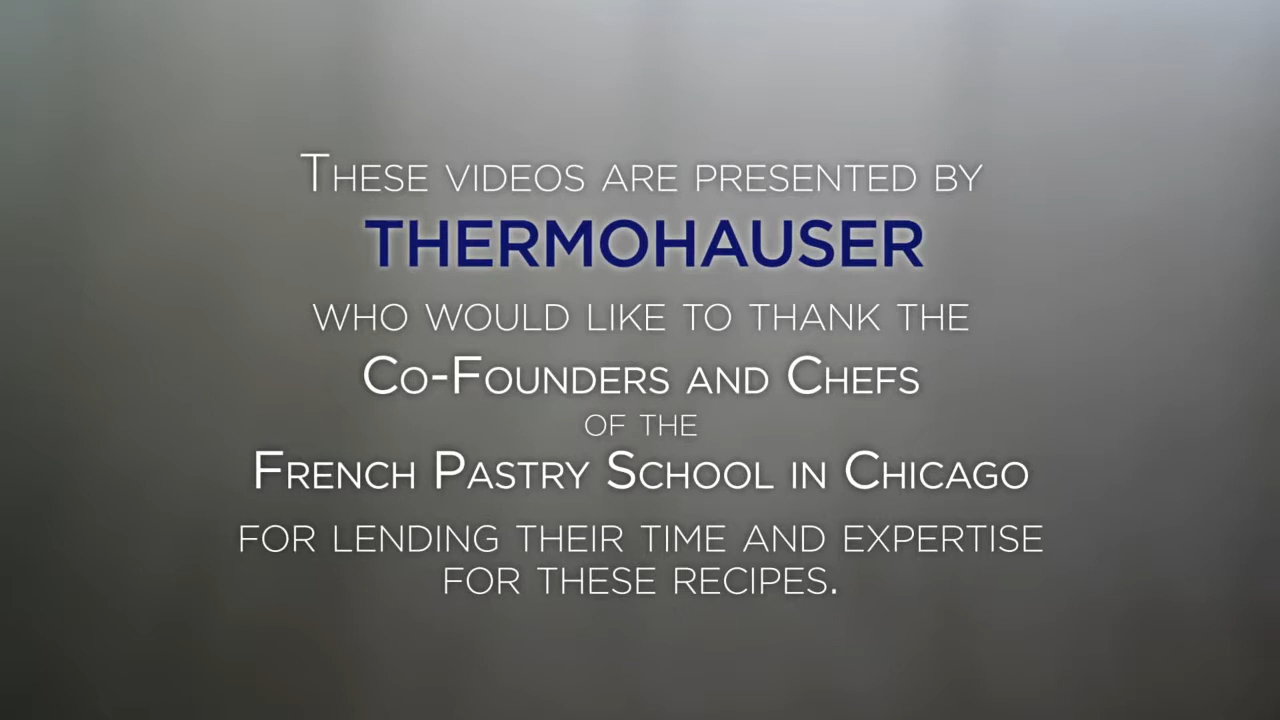 These videos are presented by
THERMOHAUSER
who would like to thank the
Co-Founders and Chefs
of the
French Pastry School in Chicago
for lending their time and expertise
for these recipes.